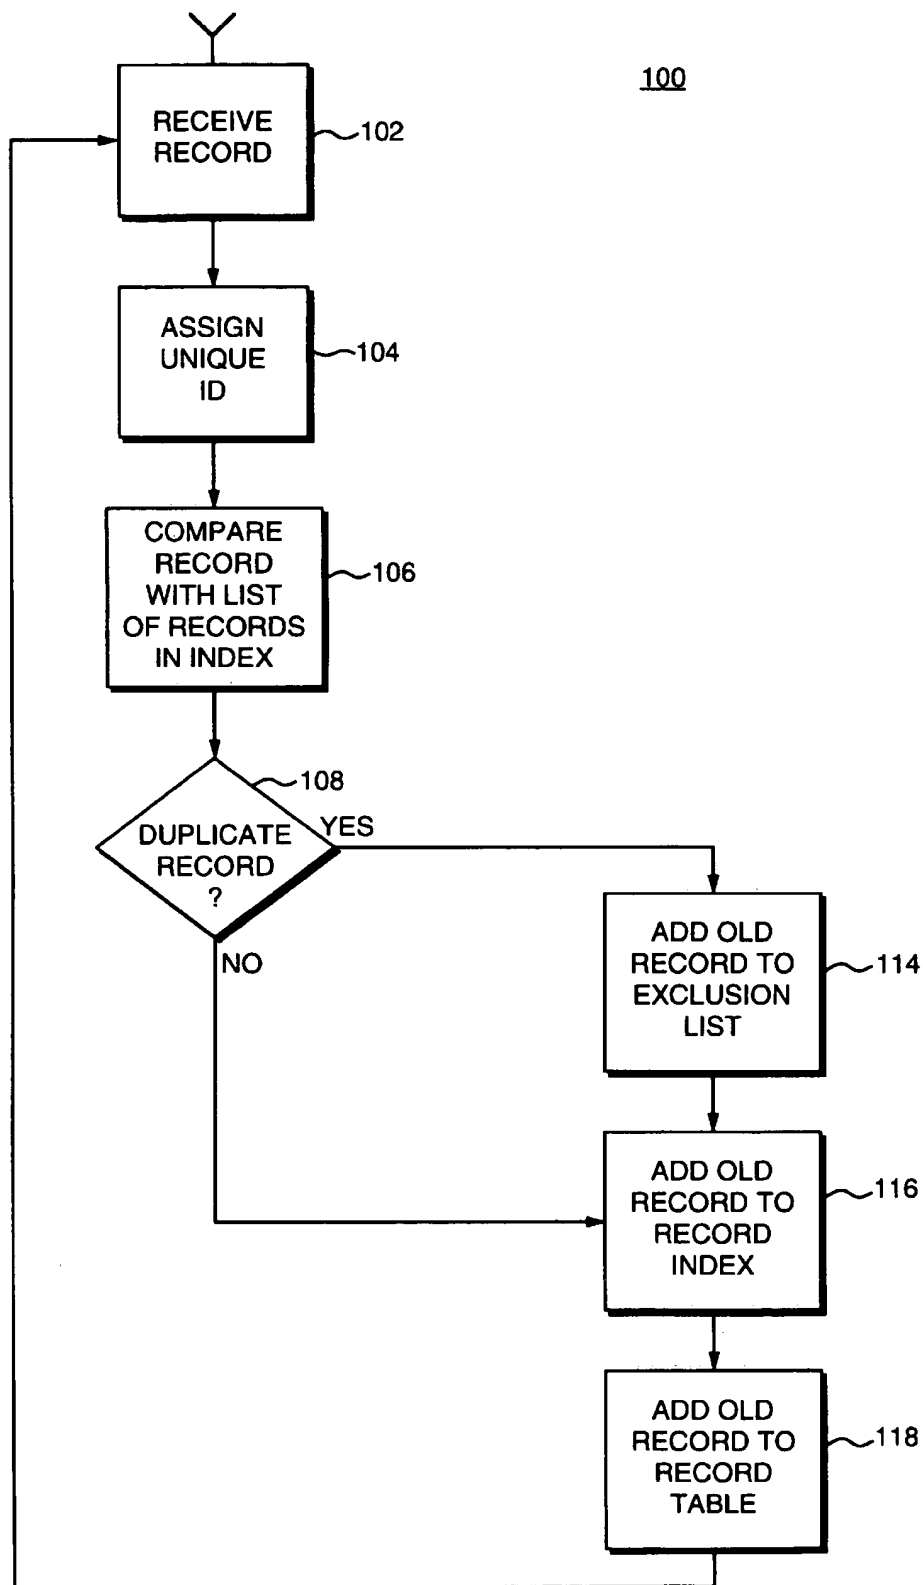 100
RECEIVE
RECORD
102
ASSIGN
UNIQUE
ID
104
COMPARE
RECORD
WITH LIST
OF RECORDS
IN INDEX
106
108
DUPLICATE
RECORD
?
YES
NO
ADD OLD
RECORD TO
EXCLUSION
LIST
114
ADD OLD
RECORD TO
RECORD
INDEX
116
ADD OLD
RECORD TO
RECORD
TABLE
118